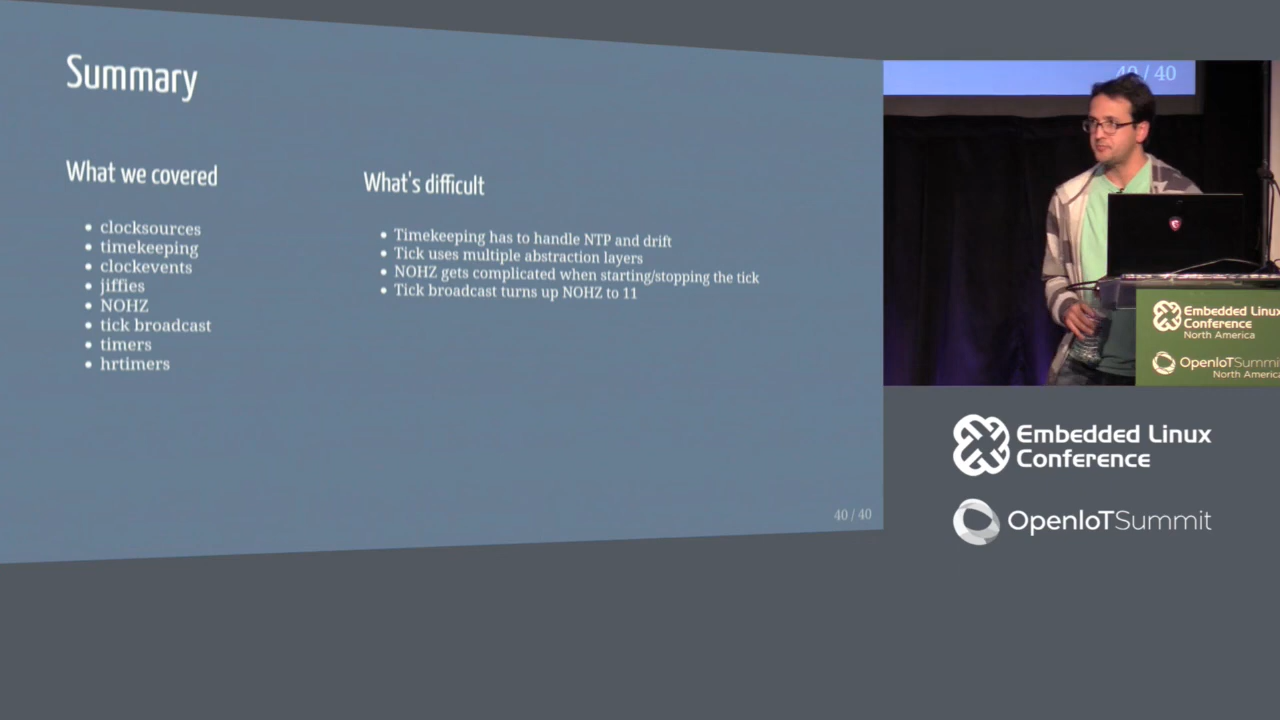 Summary
What we covered
clocksources
timekeeping
clockevents
jiffies
NOHZ
tick broadcast
timers
hrtimers
What's difficult
Timekeeping has to handle NTP and drift
Tick uses multiple abstraction layers
NOHZ gets complicated when starting/stopping the tick
Tick broadcast turns up NOHZ to 11
40 / 40
40 / 40
Embedded Linux
Conference
North America
OpenIoTSummit
North America
Embedded Linux
Conference
OpenIoTSummit